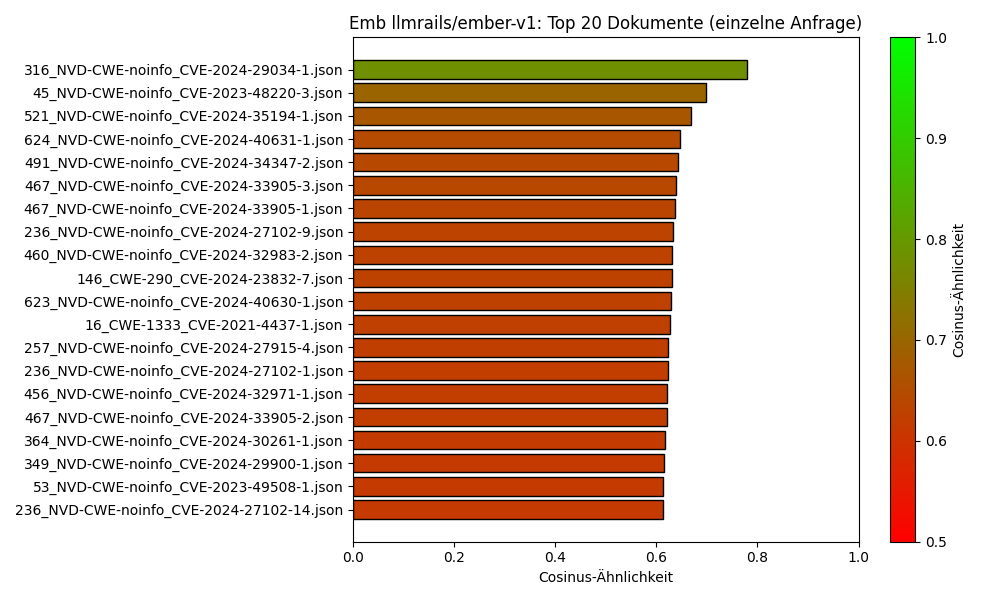 Emb llmrails/ember-v1: Top 20 Dokumente (einzelne Anfrage)
316_NVD-CWE-noinfo_CVE-2024-29034-1.json
45_NVD-CWE-noinfo_CVE-2023-48220-3.json
521_NVD-CWE-noinfo_CVE-2024-35194-1.json
624_NVD-CWE-noinfo_CVE-2024-40631-1.json
491_NVD-CWE-noinfo_CVE-2024-34347-2.json
467_NVD-CWE-noinfo_CVE-2024-33905-3.json
467_NVD-CWE-noinfo_CVE-2024-33905-1.json
236_NVD-CWE-noinfo_CVE-2024-27102-9.json
460_NVD-CWE-noinfo_CVE-2024-32983-2.json
146_CWE-290_CVE-2024-23832-7.json
623_NVD-CWE-noinfo_CVE-2024-40630-1.json
16_CWE-1333_CVE-2021-4437-1.json
257_NVD-CWE-noinfo_CVE-2024-27915-4.json
236_NVD-CWE-noinfo_CVE-2024-27102-1.json
456_NVD-CWE-noinfo_CVE-2024-32971-1.json
467_NVD-CWE-noinfo_CVE-2024-33905-2.json
364_NVD-CWE-noinfo_CVE-2024-30261-1.json
349_NVD-CWE-noinfo_CVE-2024-29900-1.json
53_NVD-CWE-noinfo_CVE-2023-49508-1.json
236_NVD-CWE-noinfo_CVE-2024-27102-14.json
0.0 0.2 0.4 0.6 0.8 1.0
Cosinus-Ähnlichkeit
1.0
0.9
0.8
0.7
0.6
0.5
Cosinus-Ähnlichkeit